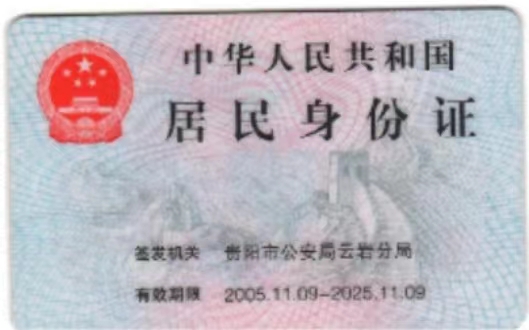 中华人民共和国
居民身份证
签发机关 贵阳市公安局云岩分局
有效期限 2005.11.09-2025.11.09